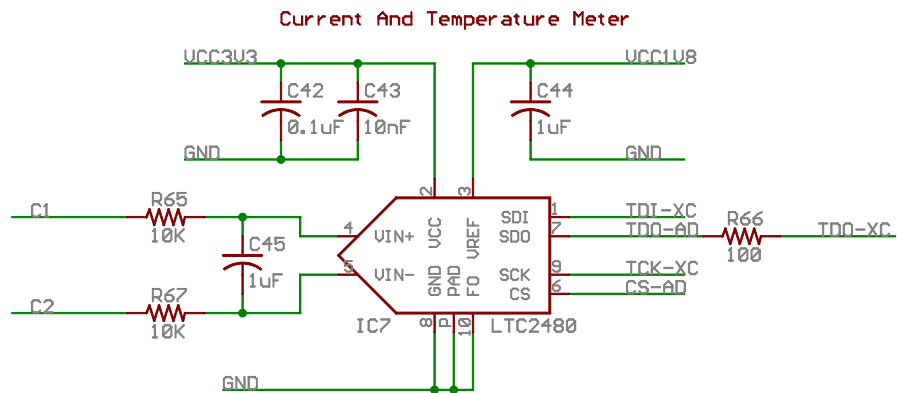 Current And Temperature Meter
VCC3V3
VCC1V8
C42
C43
C44
0.1uF
10nF
1uF
GND
GND
2
3
C1
R65
10K
4
VIN+
VCC
VREF
SDI
1
TDI-XC
SDO
7
TDO-AD
R66
100
TDO-XC
C45
1uF
5
VIN-
GND
PAD
FO
SCK
9
TCK-XC
CS
6
CS-AD
C2
R67
10K
IC7
8
P
10
LTC2480
GND